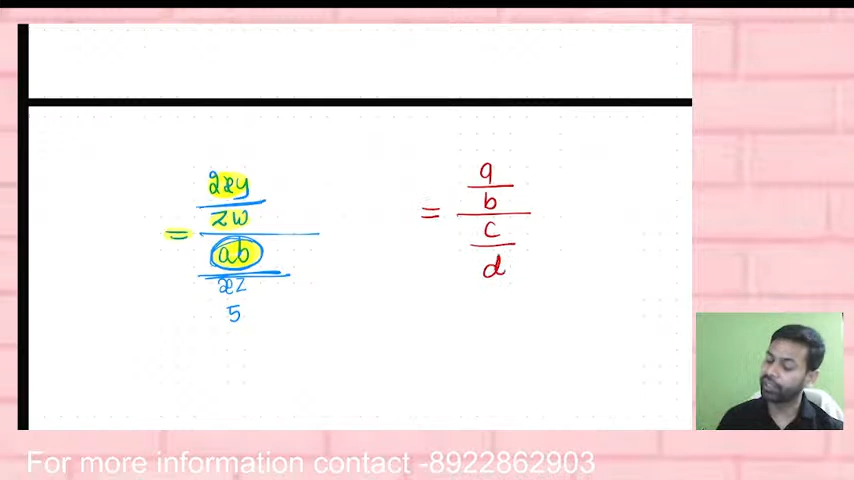 2xy
zw
=
ab
xz
5
a
b
=
c
d
For more information contact -8922862903